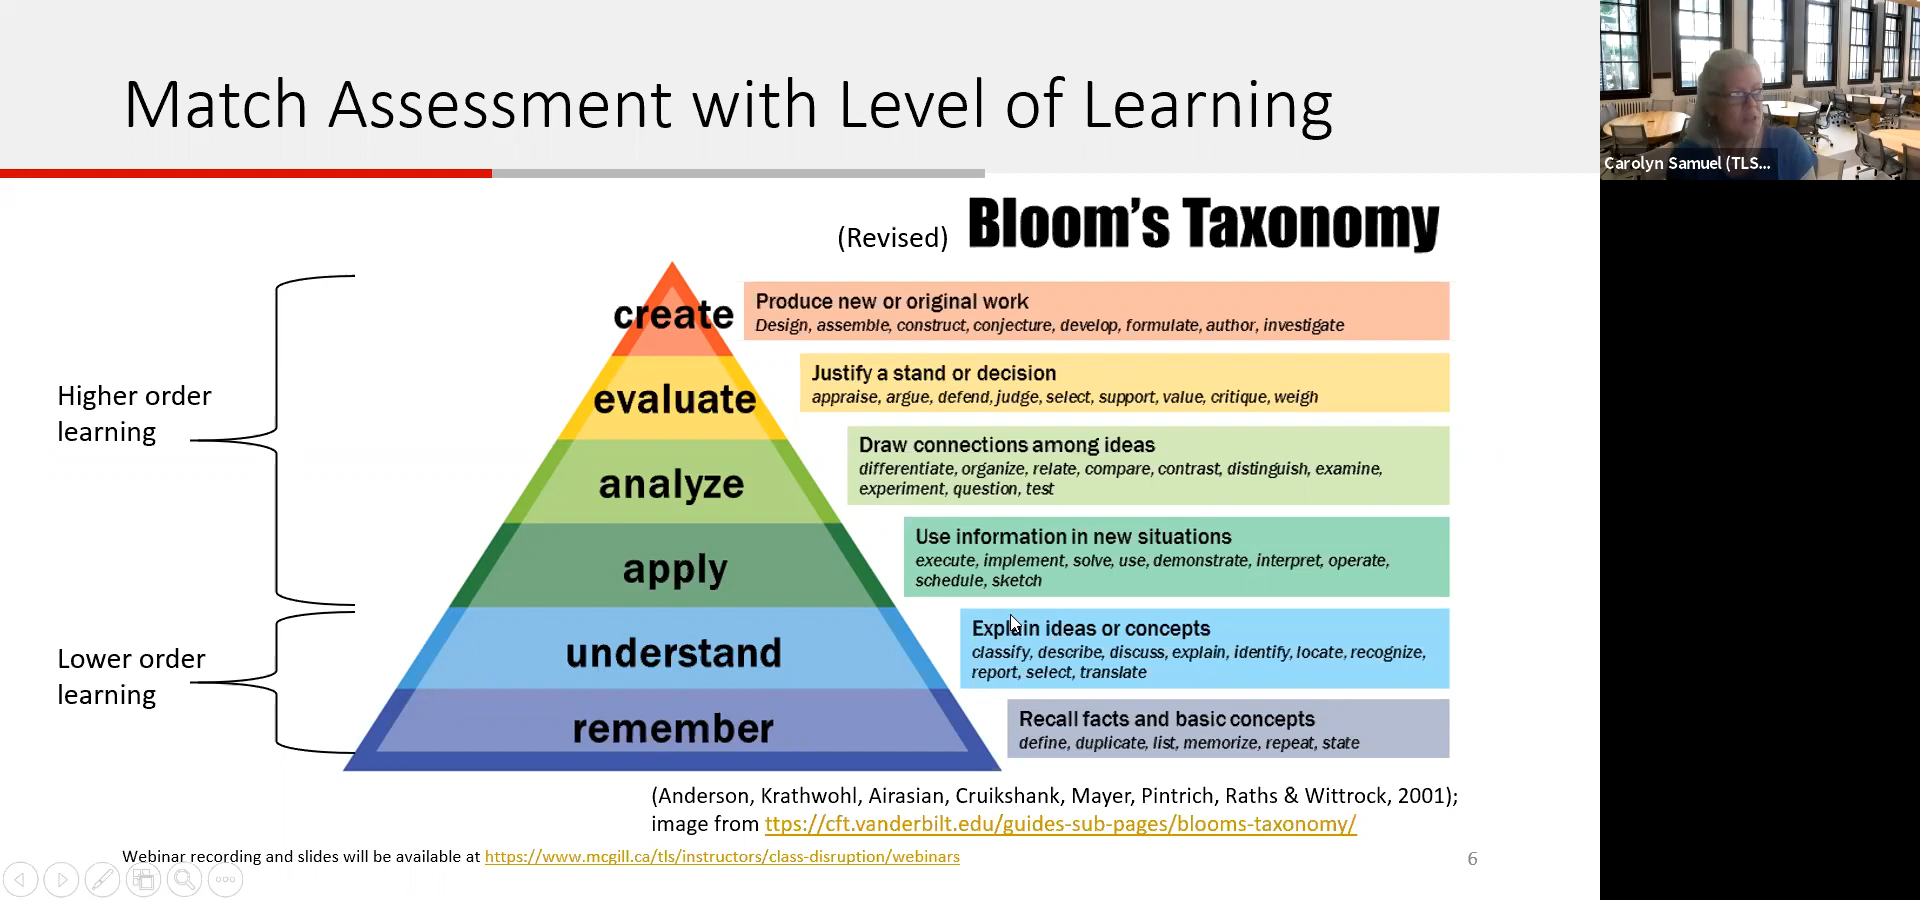 Match Assessment with Level of Learning
Carolyn Samuel (TLS...
(Revised) Bloom's Taxonomy
Higher order
learning
Lower order
learning
create
Produce new or original work
Design, assemble, construct, conjecture, develop, formulate, author, investigate
evaluate
Justify a stand or decision
appraise, argue, defend, judge, select, support, value, critique, weigh
analyze
Draw connections among ideas
differentiate, organize, relate, compare, contrast, distinguish, examine,
experiment, question, test
apply
Use information in new situations
execute, implement, solve, use, demonstrate, interpret, operate,
schedule, sketch
understand
Explain ideas or concepts
classify, describe, discuss, explain, identify, locate, recognize,
report, select, translate
remember
Recall facts and basic concepts
define, duplicate, list, memorize, repeat, state
(Anderson, Krathwohl, Airasian, Cruikshank, Mayer, Pintrich, Raths & Wittrock, 2001);
image from ttps://cft.vanderbilt.edu/guides-sub-pages/blooms-taxonomy/
Webinar recording and slides will be available at https://www.mcgill.ca/tls/instructors/class-disruption/webinars
6